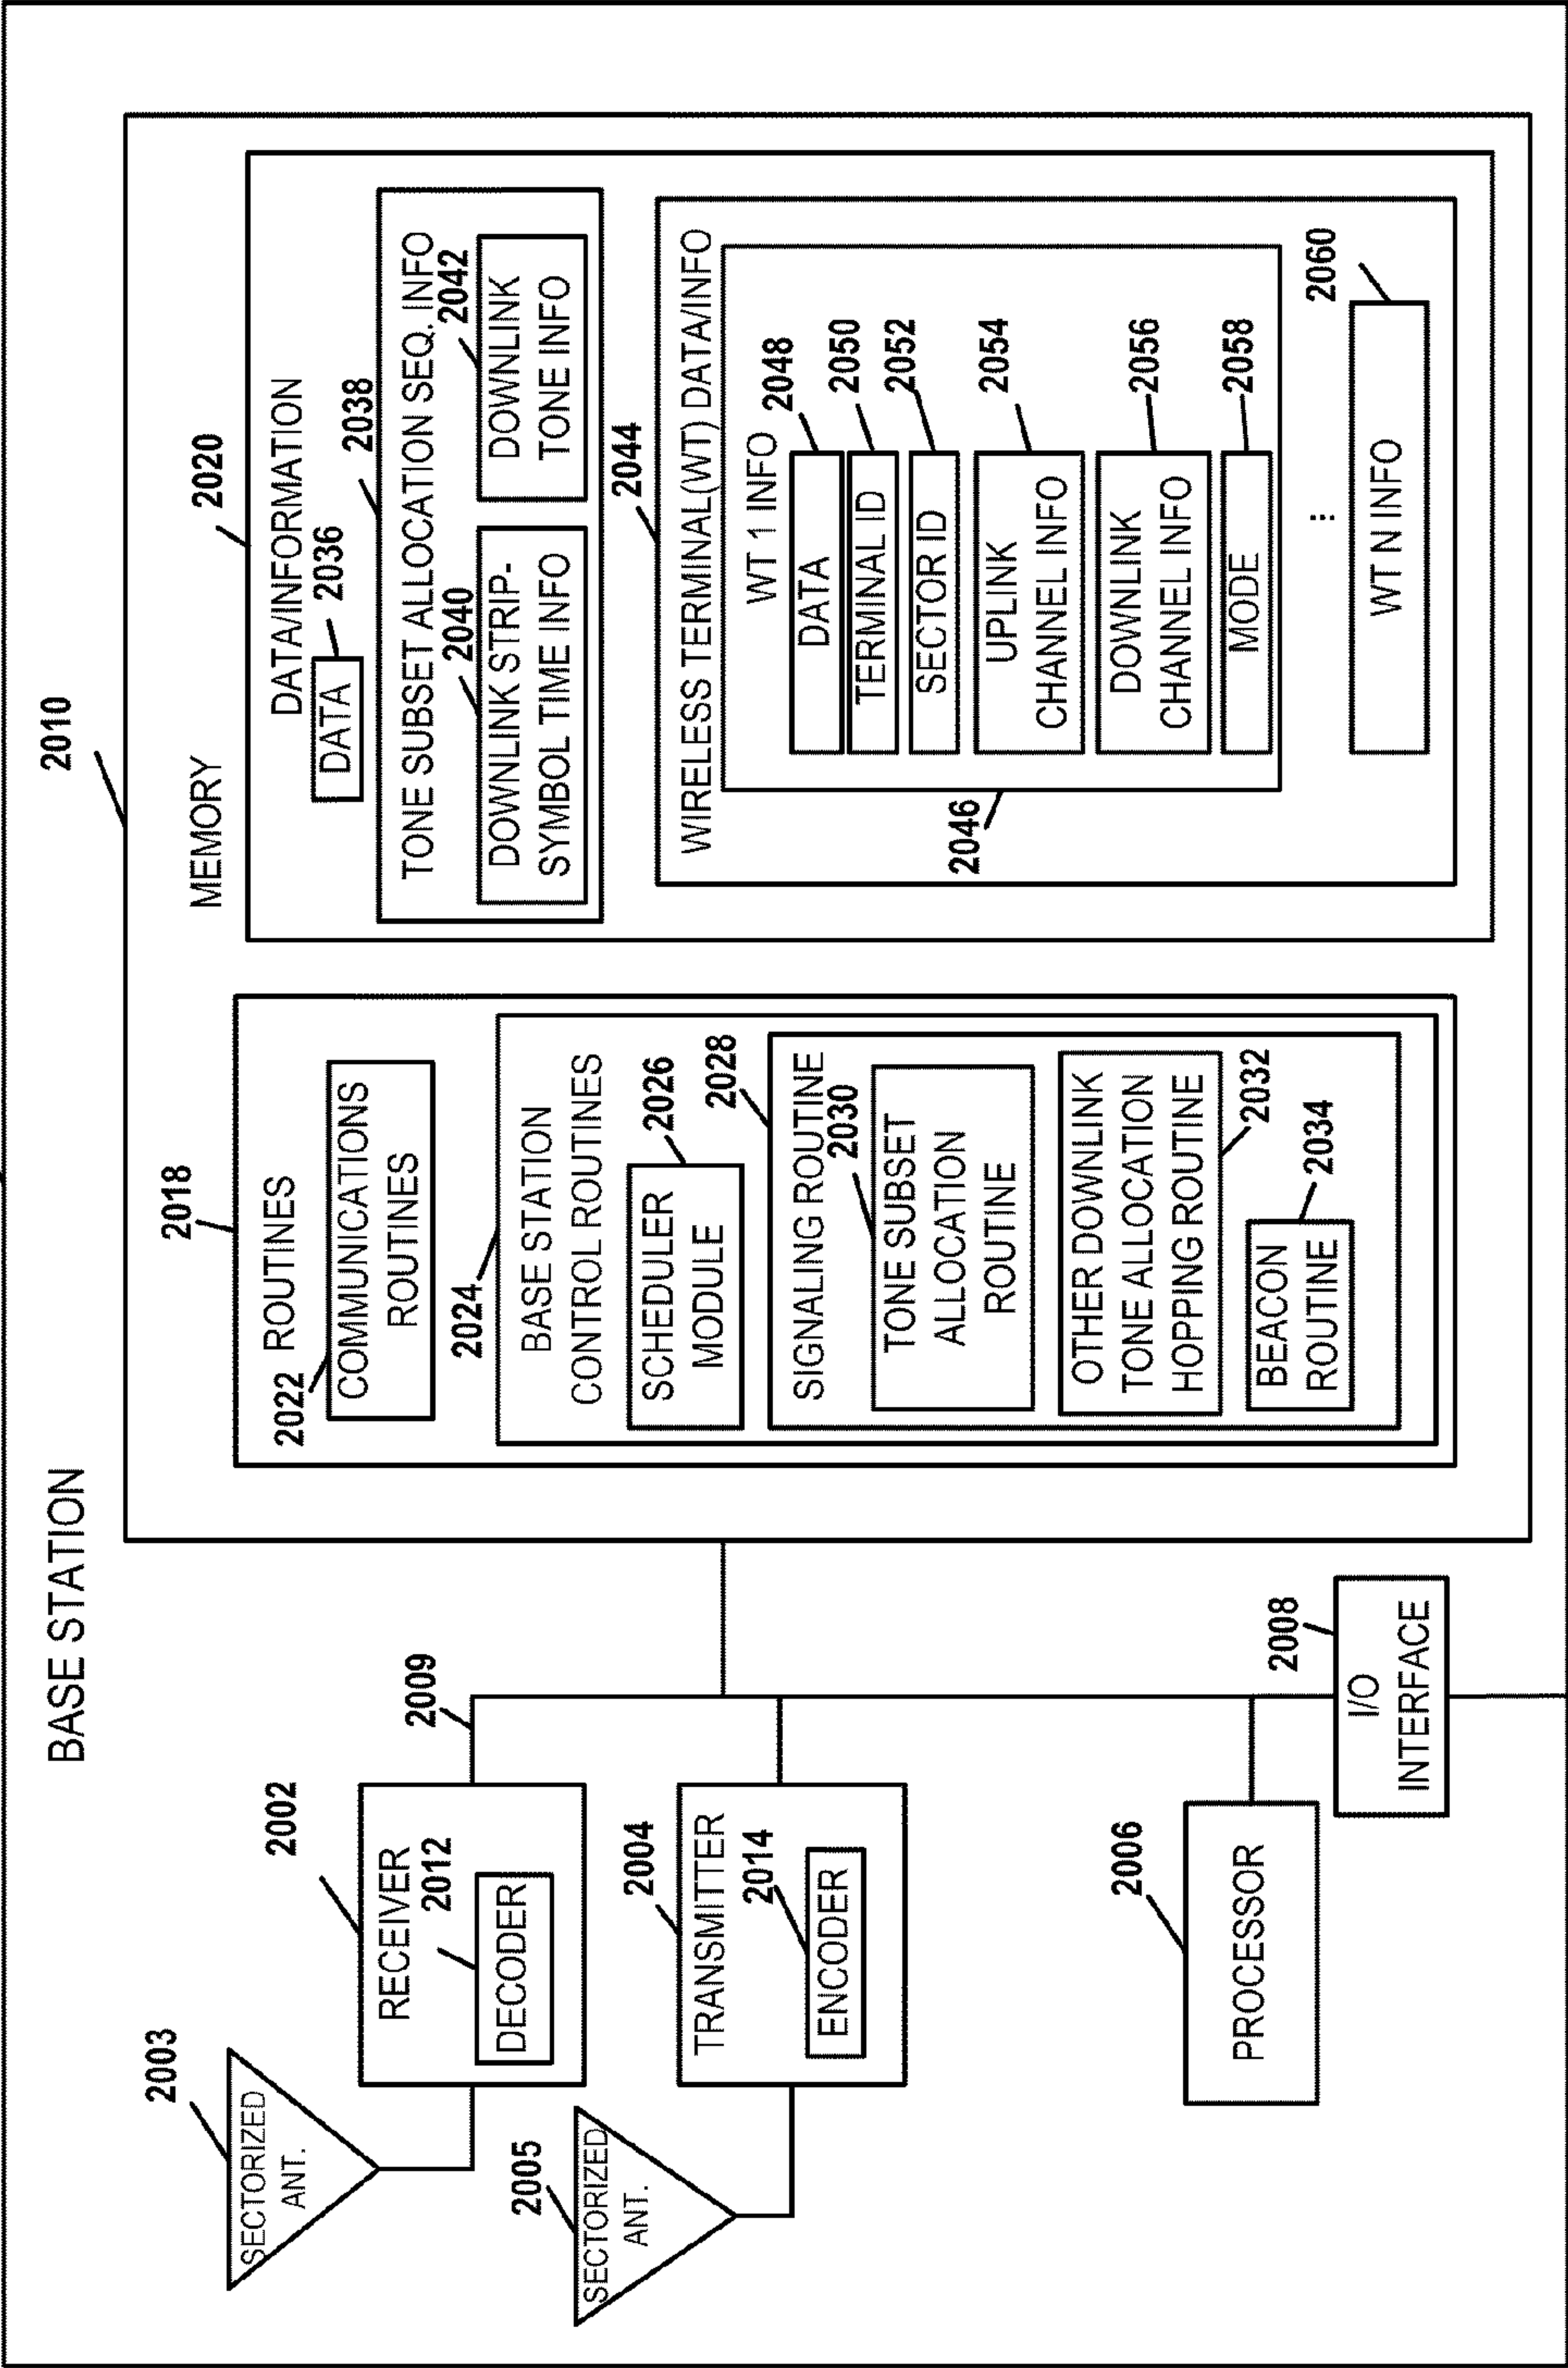 BASE STATION
2010
2003
SECTORIZED
ANT.
2002
RECEIVER
2012
DECODER
2009
2005
SECTORIZED
ANT.
2004
TRANSMITTER
2014
ENCODER
2006
PROCESSOR
2008
I/O
INTERFACE
MEMORY
2018
ROUTINES
2022
COMMUNICATIONS
ROUTINES
2024
BASE STATION
CONTROL ROUTINES
2026
SCHEDULER
MODULE
2028
SIGNALING ROUTINE
2030
TONE SUBSET
ALLOCATION
ROUTINE
OTHER DOWNLINK
TONE ALLOCATION
HOPPING ROUTINE
2032
BEACON
ROUTINE
2034
2020
DATA/INFORMATION
2036
DATA
2038
TONE SUBSET ALLOCATION SEQ. INFO
2040
DOWNLINK STRIP-
SYMBOL TIME INFO
2042
DOWNLINK
TONE INFO
2044
WIRELESS TERMINAL(WT) DATA/INFO
2046
WT 1 INFO
2048
DATA
2050
TERMINAL ID
2052
SECTOR ID
2054
UPLINK
CHANNEL INFO
2056
DOWNLINK
CHANNEL INFO
2058
MODE
...
2060
WT N INFO